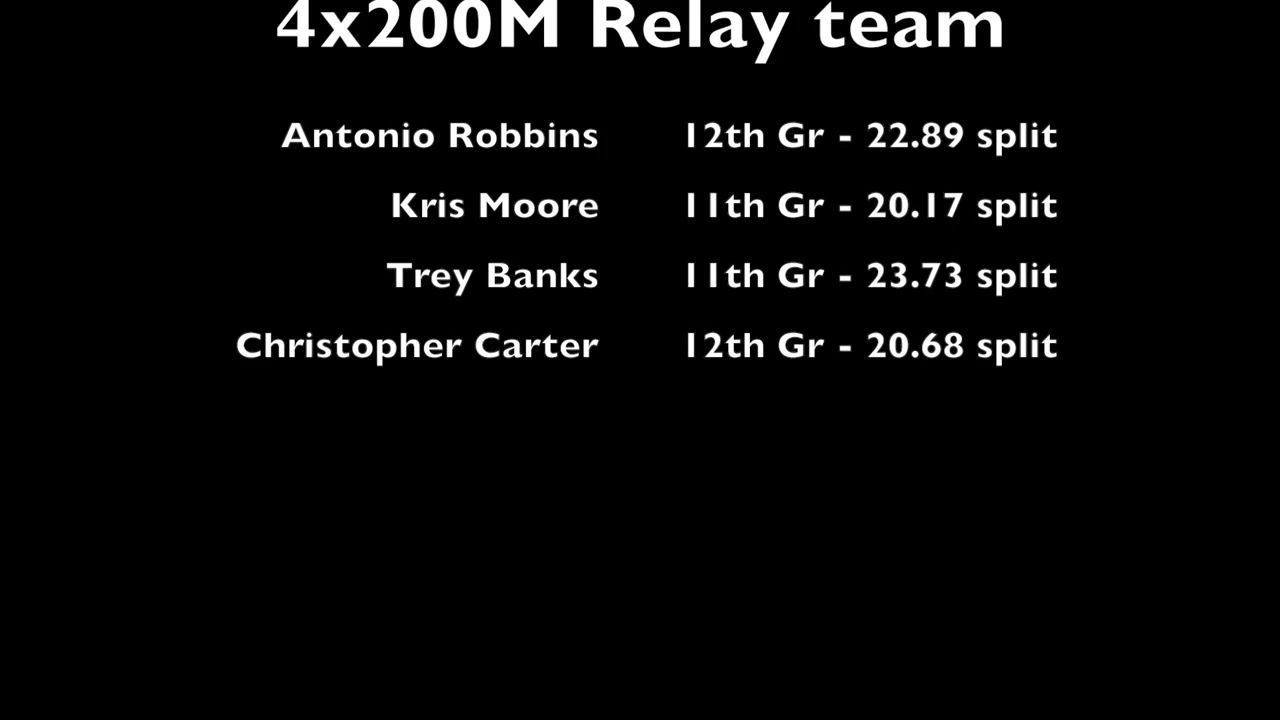 4x200M Relay team
Antonio Robbins 12th Gr - 22.89 split
Kris Moore 11th Gr - 20.17 split
Trey Banks 11th Gr - 23.73 split
Christopher Carter 12th Gr - 20.68 split